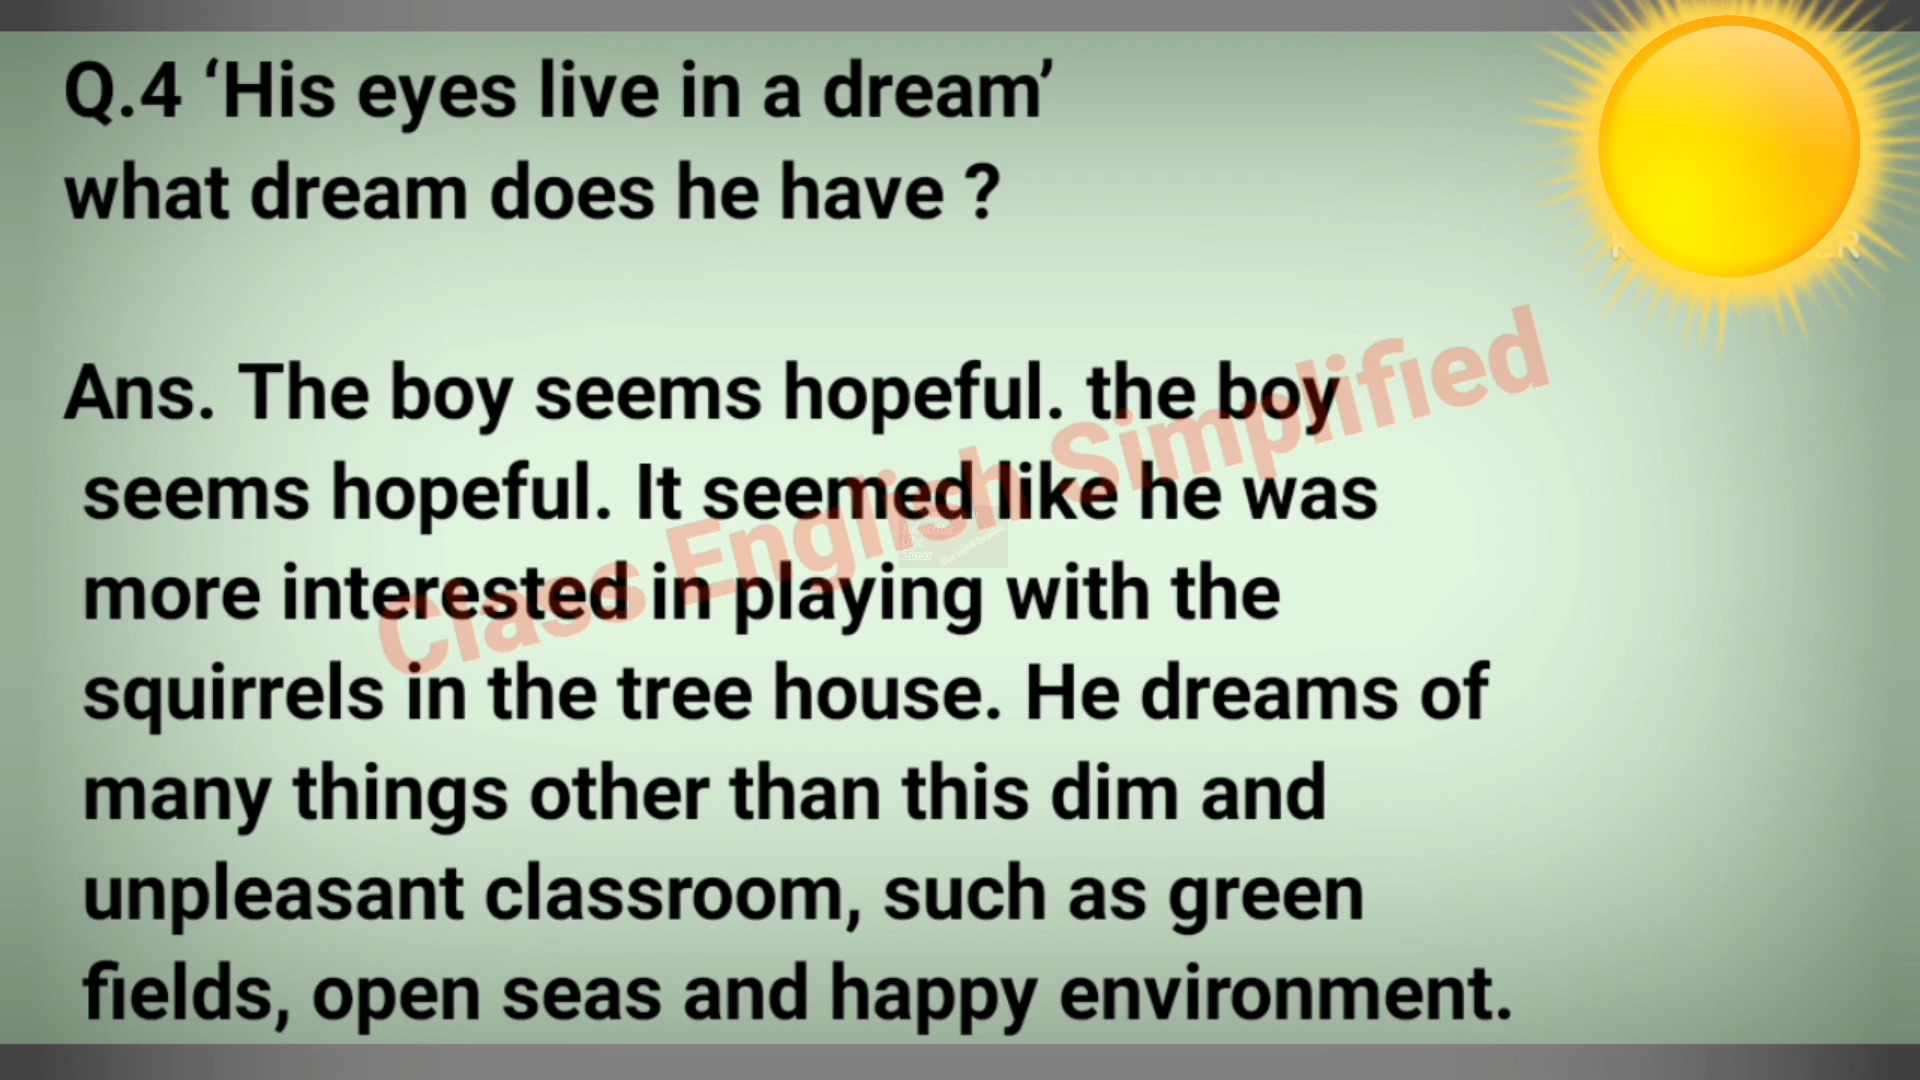 Q.4 ‘His eyes live in a dream’
what dream does he have ?
Ans. The boy seems hopeful. the boy
seems hopeful. It seemed like he was
more interested in playing with the
squirrels in the tree house. He dreams of
many things other than this dim and
unpleasant classroom, such as green
fields, open seas and happy environment.
Class English Simplified
Like
Share